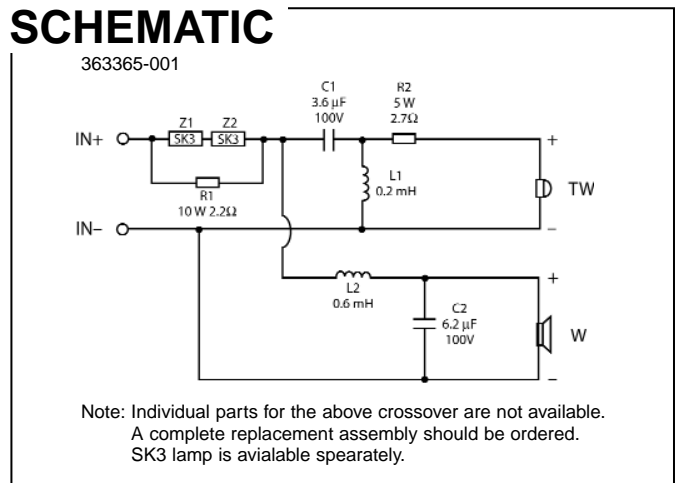 SCHEMATIC
363365-001
C1
3.6 µF
100V
R2
5 W
2.7Ω
Z1
Z2
IN+
SK3
SK3
+
L1
0.2 mH
TW
R1
10 W 2.2Ω
IN–
–
L2
0.6 mH
+
C2
6.2 µF
100V
W
–
Note: Individual parts for the above crossover are not available.
A complete replacement assembly should be ordered.
SK3 lamp is avialable spearately.